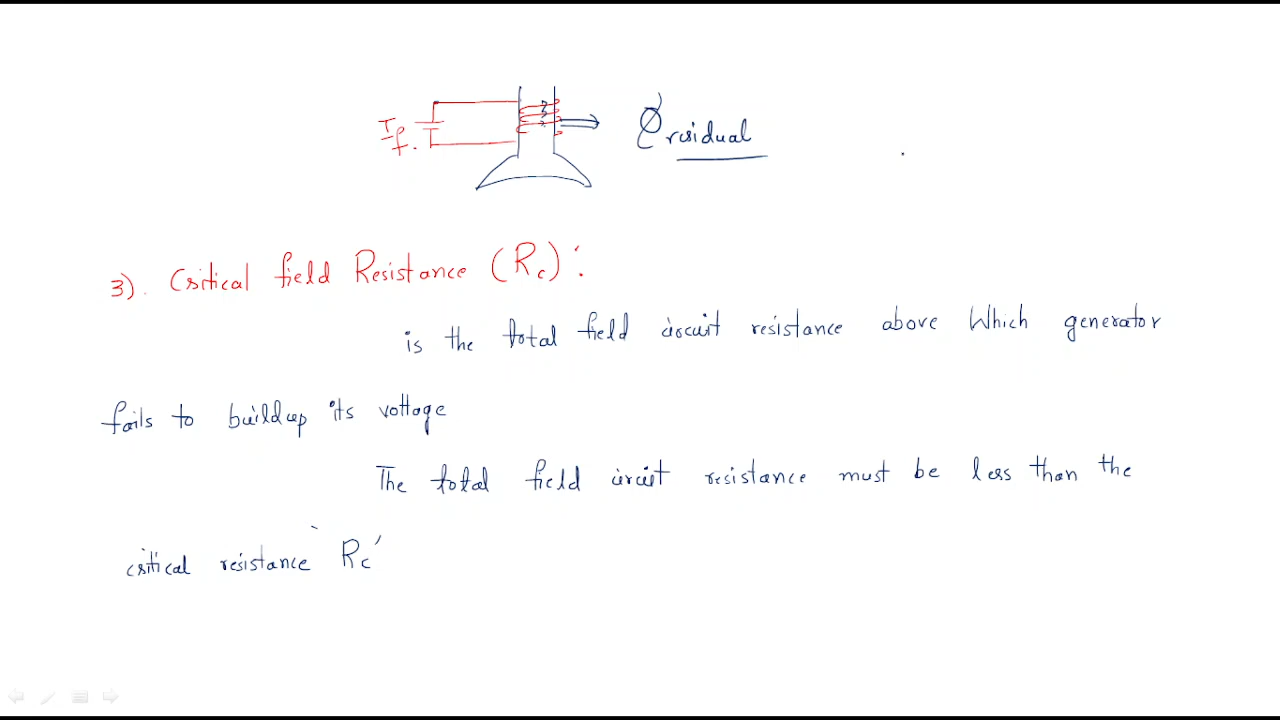 If.
Φresidual
3). Critical field Resistance (Rc):
is the total field circuit resistance above Which generator
fails to buildup its voltage
The total field circuit resistance must be less than the
critical resistance `Rc'